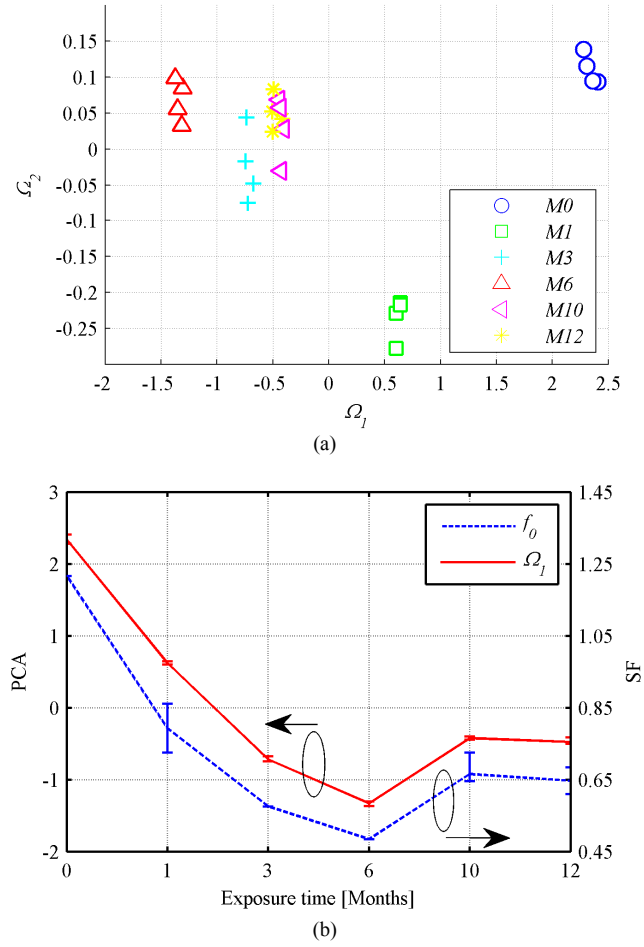 0.15
0.1
0.05
0
-0.05
-0.1
-0.15
-0.2
-0.25
Ω2
M0
M1
M3
M6
M10
M12
-2 -1.5 -1 -0.5 0 0.5 1 1.5 2 2.5
Ω1
(a)
3
2
1
0
-1
-2
PCA
f0
Ω1
1.45
1.25
1.05
0.85
0.65
0.45
SF
0 1 3 6 10 12
Exposure time [Months]
(b)